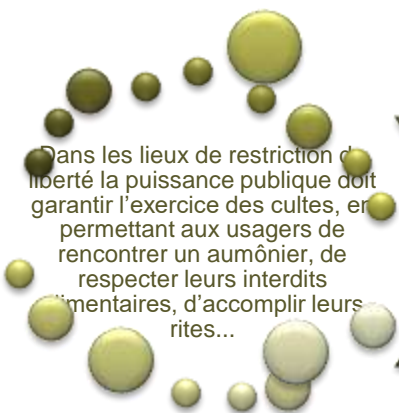 Dans les lieux de restriction de
liberté la puissance publique doit
garantir l’exercice des cultes, en
permettant aux usagers de
rencontrer un aumônier, de
respecter leurs interdits
alimentaires, d’accomplir leurs
rites...